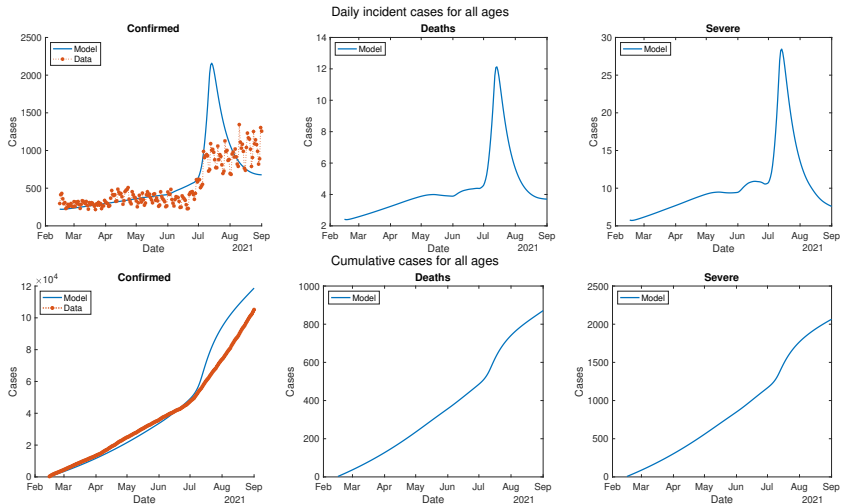 Daily incident cases for all ages
Confirmed
Deaths
Severe
2500
2000
1500
1000
500
0
Cases
Model
Data
Feb Mar Apr May Jun Jul Aug Sep
Date
2021
14
12
10
8
6
4
2
Cases
Model
Feb Mar Apr May Jun Jul Aug Sep
Date
2021
30
25
20
15
10
5
Cases
Model
Feb Mar Apr May Jun Jul Aug Sep
Date
2021
Cumulative cases for all ages
Confirmed
Deaths
Severe
×10⁴
12
10
8
6
4
2
0
Cases
Model
Data
Feb Mar Apr May Jun Jul Aug Sep
Date
2021
1000
800
600
400
200
0
Cases
Model
Feb Mar Apr May Jun Jul Aug Sep
Date
2021
2500
2000
1500
1000
500
0
Cases
Model
Feb Mar Apr May Jun Jul Aug Sep
Date
2021